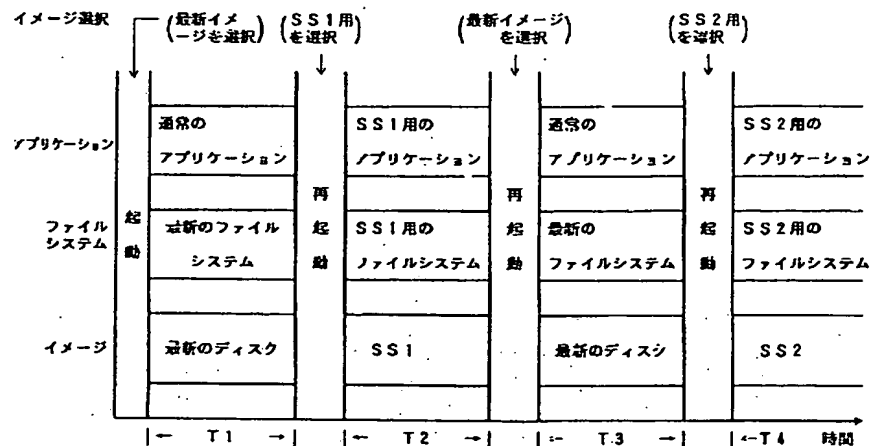 イメージ選択
(最新イメ
ージを選択)
(SS1用
を選択)
(最新イメージ
を選択)
(SS2用
を選択)
アプリケーション
通常の
アプリケーション
SS1用の
アプリケーション
通常の
アプリケーション
SS2用の
アプリケーション
ファイル
システム
起動
最新のファイル
システム
再起動
SS1用の
ファイルシステム
再起動
最新の
ファイルシステム
再起動
SS2用の
ファイルシステム
イメージ
最新のディスク
SS1
最新のディスク
SS2
T1
T2
T3
T4
時間